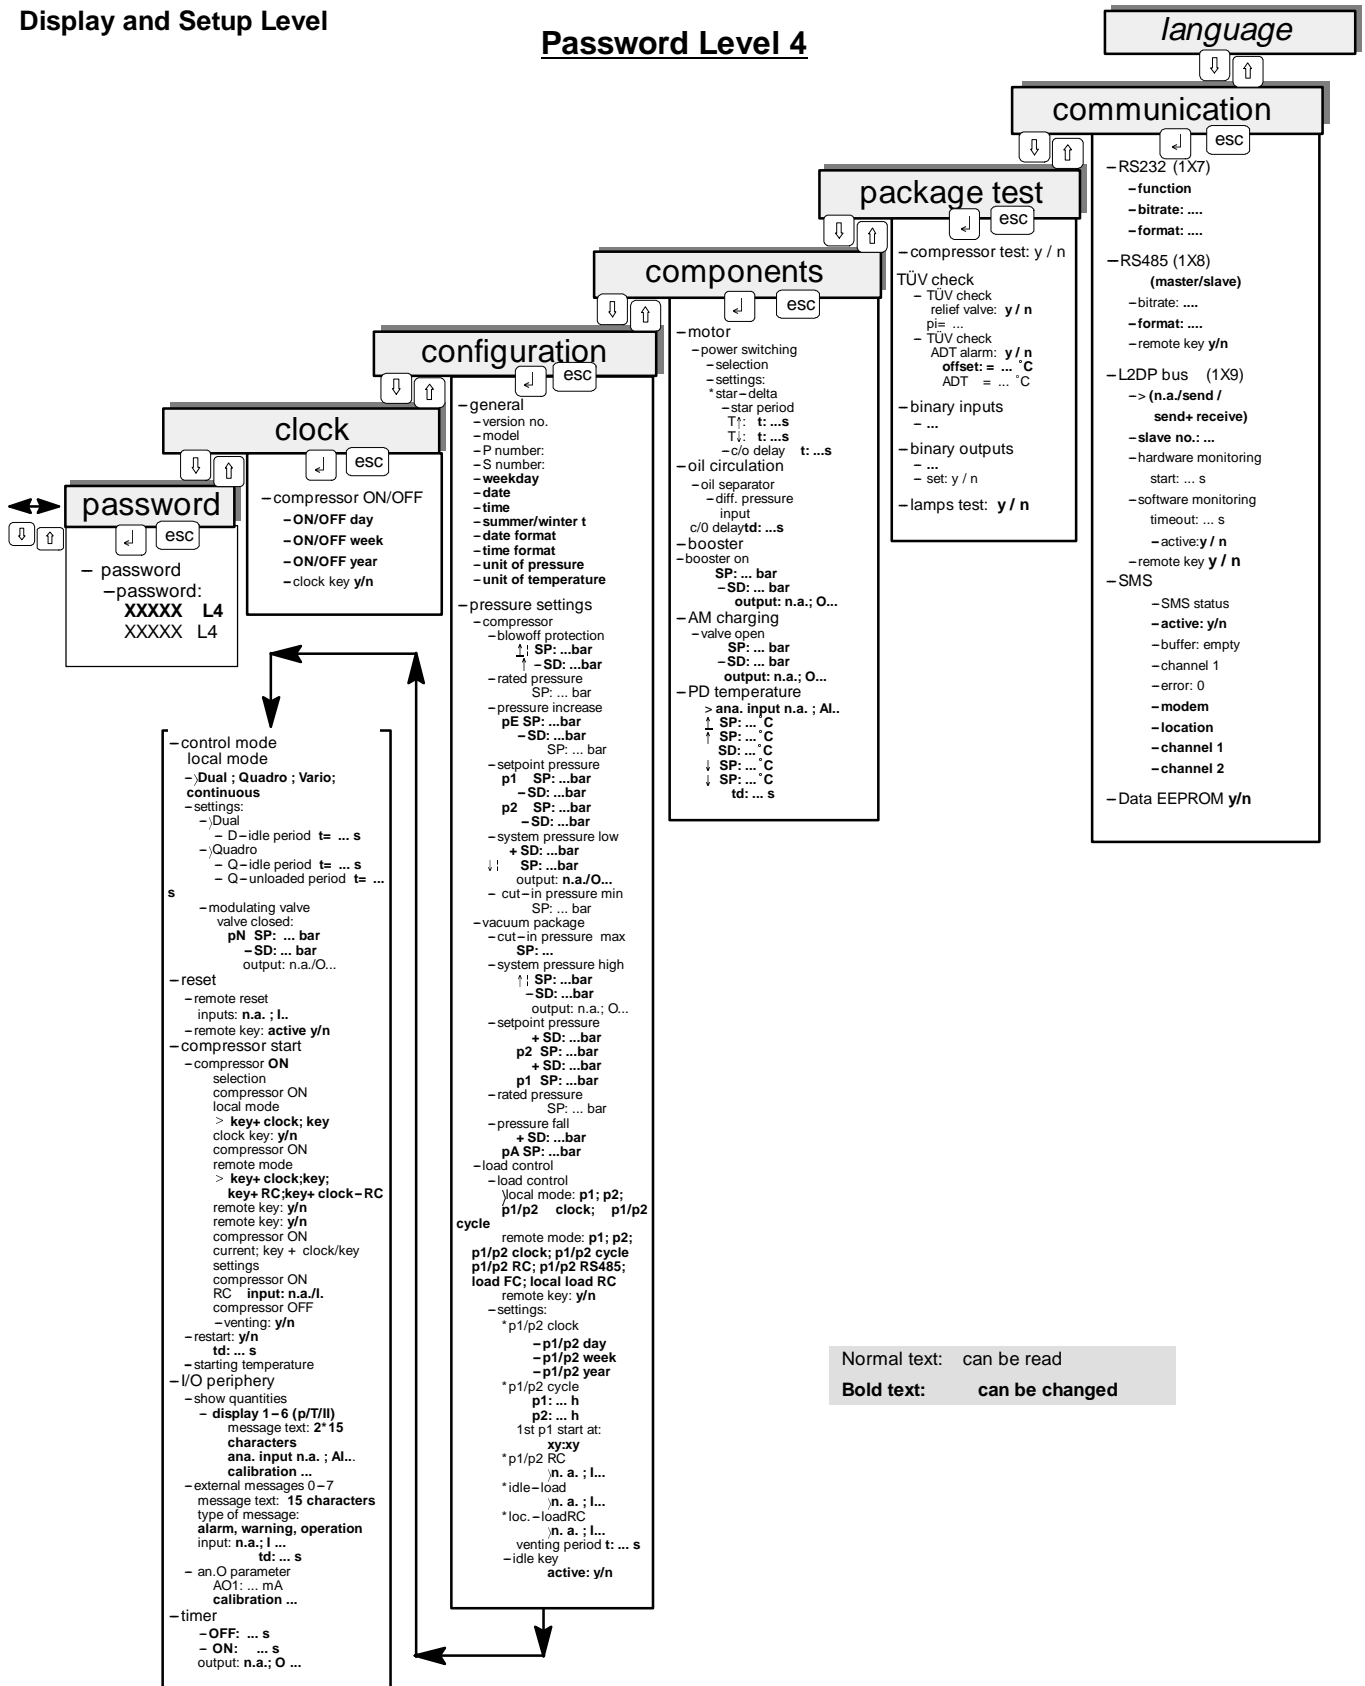 Display and Setup Level
Password Level 4
language
⇩ ⇧
communication
↲ esc
–RS232 (1X7)
–function
–bitrate: ....
–format: ....
–RS485 (1X8)
(master/slave)
–bitrate: ....
–format: ....
–remote key y/n
–L2DP bus (1X9)
–> (n.a./send /
send+ receive)
–slave no.: ...
–hardware monitoring
start: ... s
–software monitoring
timeout: ... s
–active:y / n
–remote key y / n
–SMS
–SMS status
–active: y/n
–buffer: empty
–channel 1
–error: 0
–modem
–location
–channel 1
–channel 2
–Data EEPROM y/n
⇩ ⇧
package test
↲ esc
–compressor test: y / n
TÜV check
– TÜV check
relief valve: y / n
pi= ...
– TÜV check
ADT alarm: y / n
offset: = ... °C
ADT = ... °C
–binary inputs
– ...
–binary outputs
– ...
– set: y / n
–lamps test: y / n
⇩ ⇧
components
↲ esc
–motor
–power switching
–selection
–settings:
*star–delta
–star period
T↑: t: ...s
T↓: t: ...s
–c/o delay t: ...s
–oil circulation
–oil separator
–diff. pressure
input
c/0 delaytd: ...s
–booster
–booster on
SP: ... bar
–SD: ... bar
output: n.a.; O...
–AM charging
–valve open
SP: ... bar
–SD: ... bar
output: n.a.; O...
–PD temperature
> ana. input n.a. ; AI..
↑ SP: ... °C
↑ SP: ... °C
SD: ... °C
↓ SP: ... °C
↓ SP: ... °C
td: ... s
⇩ ⇧
configuration
↲ esc
–general
–version no.
–model
–P number:
–S number:
–weekday
–date
–time
–summer/winter t
–date format
–time format
–unit of pressure
–unit of temperature
–pressure settings
–compressor
–blowoff protection
↑¦ SP: ...bar
↑ –SD: ...bar
–rated pressure
SP: ... bar
–pressure increase
pE SP: ...bar
–SD: ...bar
SP: ... bar
–setpoint pressure
p1 SP: ...bar
–SD: ...bar
p2 SP: ...bar
–SD: ...bar
–system pressure low
+ SD: ...bar
↓¦ SP: ...bar
output: n.a./O...
– cut–in pressure min
SP: ... bar
–vacuum package
–cut–in pressure max
SP: ...
–system pressure high
↑¦ SP: ...bar
–SD: ...bar
output: n.a.; O...
–setpoint pressure
+ SD: ...bar
p2 SP: ...bar
+ SD: ...bar
p1 SP: ...bar
–rated pressure
SP: ... bar
–pressure fall
+ SD: ...bar
pA SP: ...bar
–load control
–load control
⟩local mode: p1; p2;
p1/p2 clock; p1/p2
cycle
remote mode: p1; p2;
p1/p2 clock; p1/p2 cycle
p1/p2 RC; p1/p2 RS485;
load FC; local load RC
remote key: y/n
–settings:
*p1/p2 clock
–p1/p2 day
–p1/p2 week
–p1/p2 year
*p1/p2 cycle
p1: ... h
p2: ... h
1st p1 start at:
xy:xy
*p1/p2 RC
⟩n. a. ; I...
*idle–load
⟩n. a. ; I...
*loc.–loadRC
⟩n. a. ; I...
venting period t: ... s
–idle key
active: y/n
⇩ ⇧
clock
↲ esc
–compressor ON/OFF
–ON/OFF day
–ON/OFF week
–ON/OFF year
–clock key y/n
⇩ ⇧
password
⇩ ⇧
↲ esc
– password
–password:
XXXXX L4
XXXXX L4
–control mode
local mode
–⟩Dual ; Quadro ; Vario;
continuous
–settings:
–⟩Dual
– D–idle period t= ... s
–⟩Quadro
– Q–idle period t= ... s
– Q–unloaded period t= ...
s
–modulating valve
valve closed:
pN SP: ... bar
–SD: ... bar
output: n.a./O...
–reset
–remote reset
inputs: n.a. ; I..
–remote key: active y/n
–compressor start
–compressor ON
selection
compressor ON
local mode
> key+ clock; key
clock key: y/n
compressor ON
remote mode
> key+ clock;key;
key+ RC;key+ clock–RC
remote key: y/n
remote key: y/n
compressor ON
current; key + clock/key
settings
compressor ON
RC input: n.a./I.
compressor OFF
–venting: y/n
–restart: y/n
td: ... s
–starting temperature
–I/O periphery
–show quantities
– display 1–6 (p/T/II)
message text: 2*15
characters
ana. input n.a. ; AI...
calibration ...
–external messages 0–7
message text: 15 characters
type of message:
alarm, warning, operation
input: n.a.; I ...
td: ... s
– an.O parameter
AO1: ... mA
calibration ...
–timer
–OFF: ... s
– ON: ... s
output: n.a.; O ...
Normal text: can be read
Bold text: can be changed